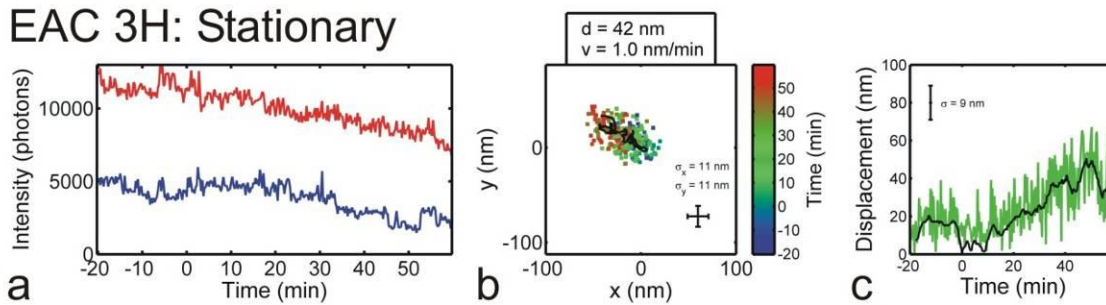 EAC 3H: Stationary
Intensity (photons)
10000
5000
0
-20 -10 0 10 20 30 40 50
Time (min)
a
d = 42 nm
v = 1.0 nm/min
y (nm)
100
0
-100
-100 0 100
x (nm)
σx = 11 nm
σy = 11 nm
50
40
30
20
10
0
-10
-20
Time (min)
b
Displacement (nm)
100
80
60
40
20
0
-20 0 20 40
Time (min)
σ = 9 nm
c